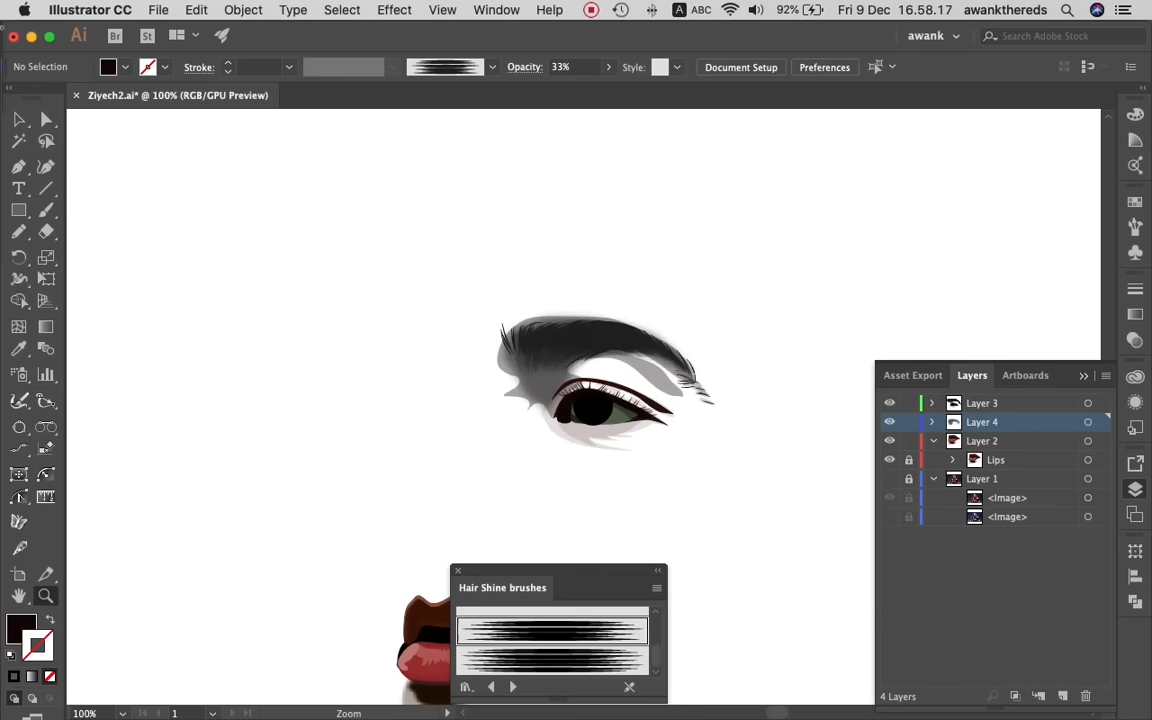 Illustrator CC File Edit Object Type Select Effect View Window Help A ABC 92% Fri 9 Dec 16.58.17 awankthereds
Ai Br St awank Search Adobe Stock
No Selection Stroke: Opacity: 33% Style: Document Setup Preferences
Ziyech2.ai* @ 100% (RGB/GPU Preview)
Asset Export Layers Artboards
Layer 3
Layer 4
Layer 2
Lips
Layer 1
<Image>
<Image>
Hair Shine brushes
4 Layers
100% 1 Zoom